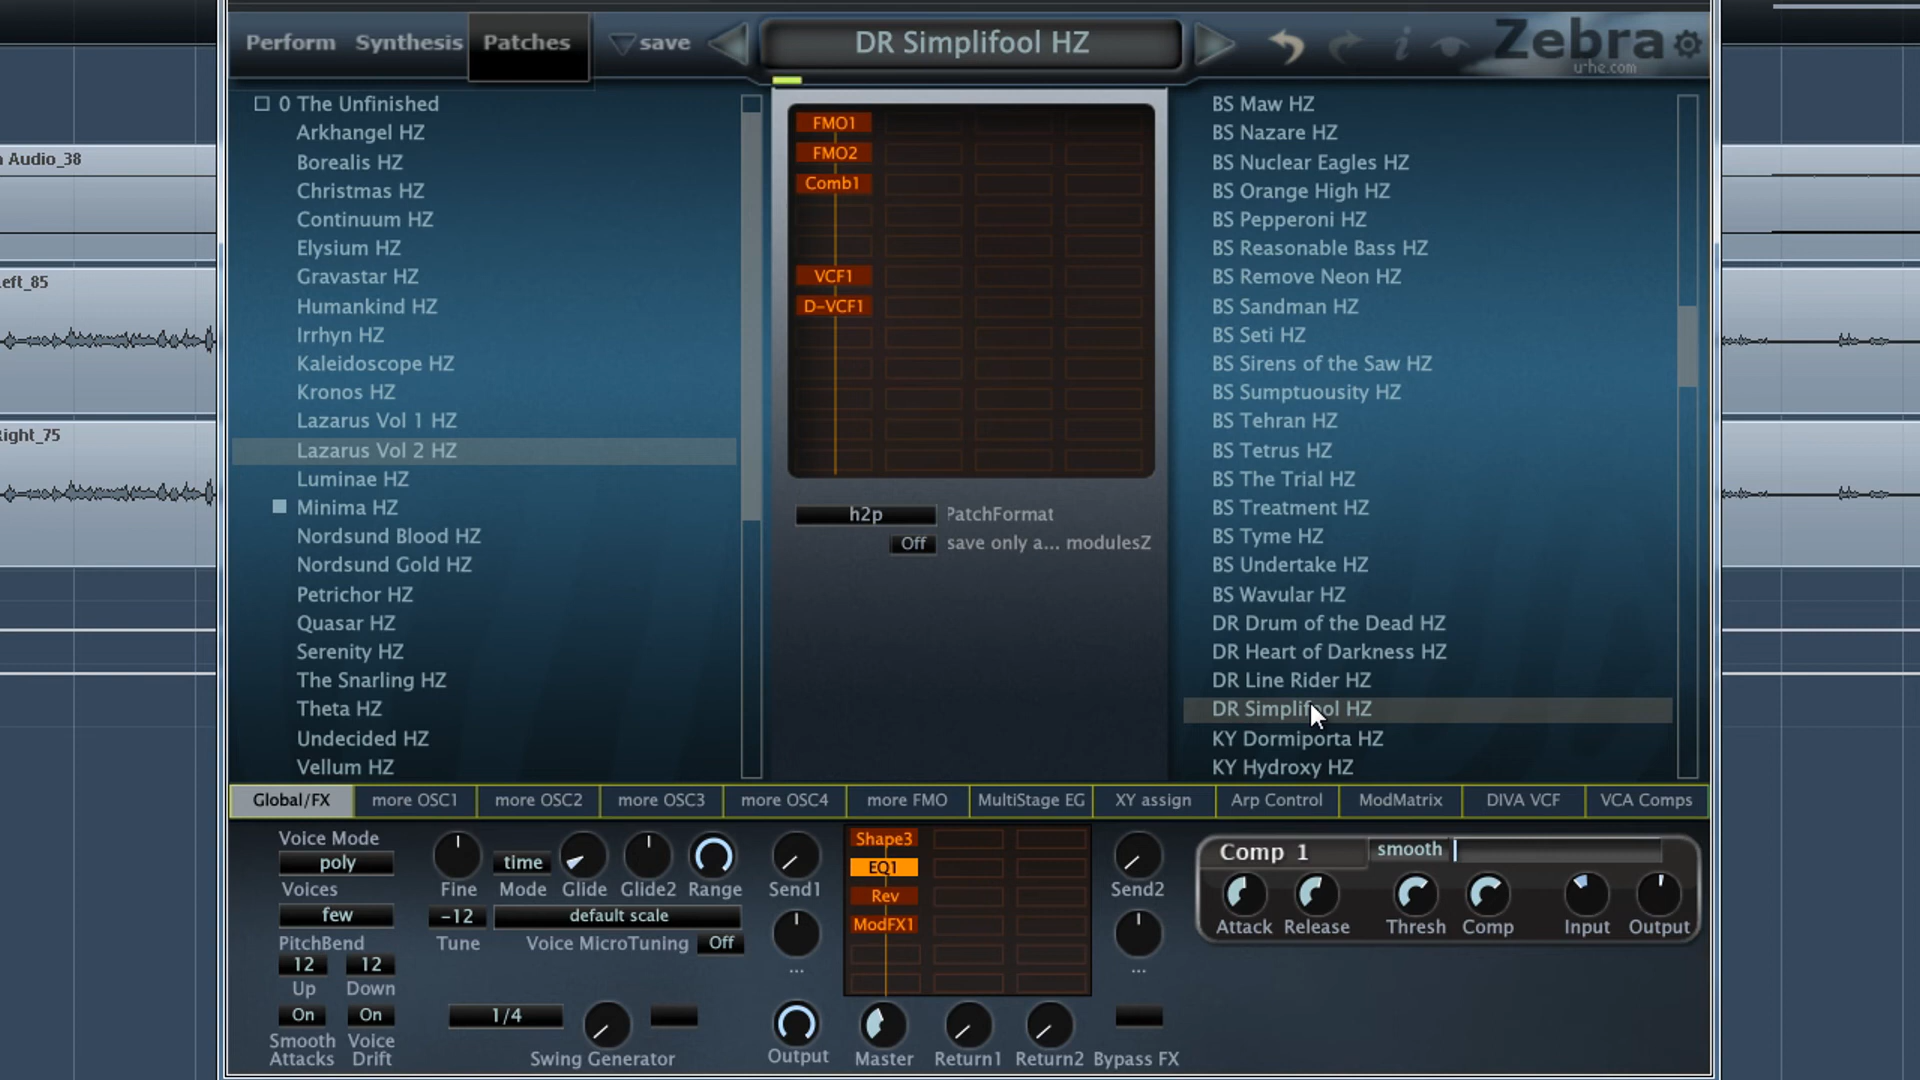 Perform
Synthesis
Patches
save
DR Simplifool HZ
Zebra
u-he.com
0 The Unfinished
Arkhangel HZ
Borealis HZ
Christmas HZ
Continuum HZ
Elysium HZ
Gravastar HZ
Humankind HZ
Irrhyn HZ
Kaleidoscope HZ
Kronos HZ
Lazarus Vol 1 HZ
Lazarus Vol 2 HZ
Luminae HZ
Minima HZ
Nordsund Blood HZ
Nordsund Gold HZ
Petrichor HZ
Quasar HZ
Serenity HZ
The Snarling HZ
Theta HZ
Undecided HZ
Vellum HZ
FMO1
FMO2
Comb1
VCF1
D-VCF1
h2p PatchFormat
Off save only a... modulesZ
BS Maw HZ
BS Nazare HZ
BS Nuclear Eagles HZ
BS Orange High HZ
BS Pepperoni HZ
BS Reasonable Bass HZ
BS Remove Neon HZ
BS Sandman HZ
BS Seti HZ
BS Sirens of the Saw HZ
BS Sumptuousity HZ
BS Tehran HZ
BS Tetrus HZ
BS The Trial HZ
BS Treatment HZ
BS Tyme HZ
BS Undertake HZ
BS Wavular HZ
DR Drum of the Dead HZ
DR Heart of Darkness HZ
DR Line Rider HZ
DR Simplifool HZ
KY Dormiporta HZ
KY Hydroxy HZ
Audio_38
eft_85
ight_75
Global/FX
more OSC1
more OSC2
more OSC3
more OSC4
more FMO
MultiStage EG
XY assign
Arp Control
ModMatrix
DIVA VCF
VCA Comps
Voice Mode
poly
Voices
few
PitchBend
12 12
Up Down
On On
Smooth Attacks
Voice Drift
Fine
time
Mode
Glide
Glide2
Range
-12
Tune
default scale
Voice MicroTuning Off
1/4
Swing Generator
Send1
...
Output
Shape3
EQ1
Rev
ModFX1
Master
Return1
Return2
Send2
...
Bypass FX
Comp 1
smooth
Attack
Release
Thresh
Comp
Input
Output